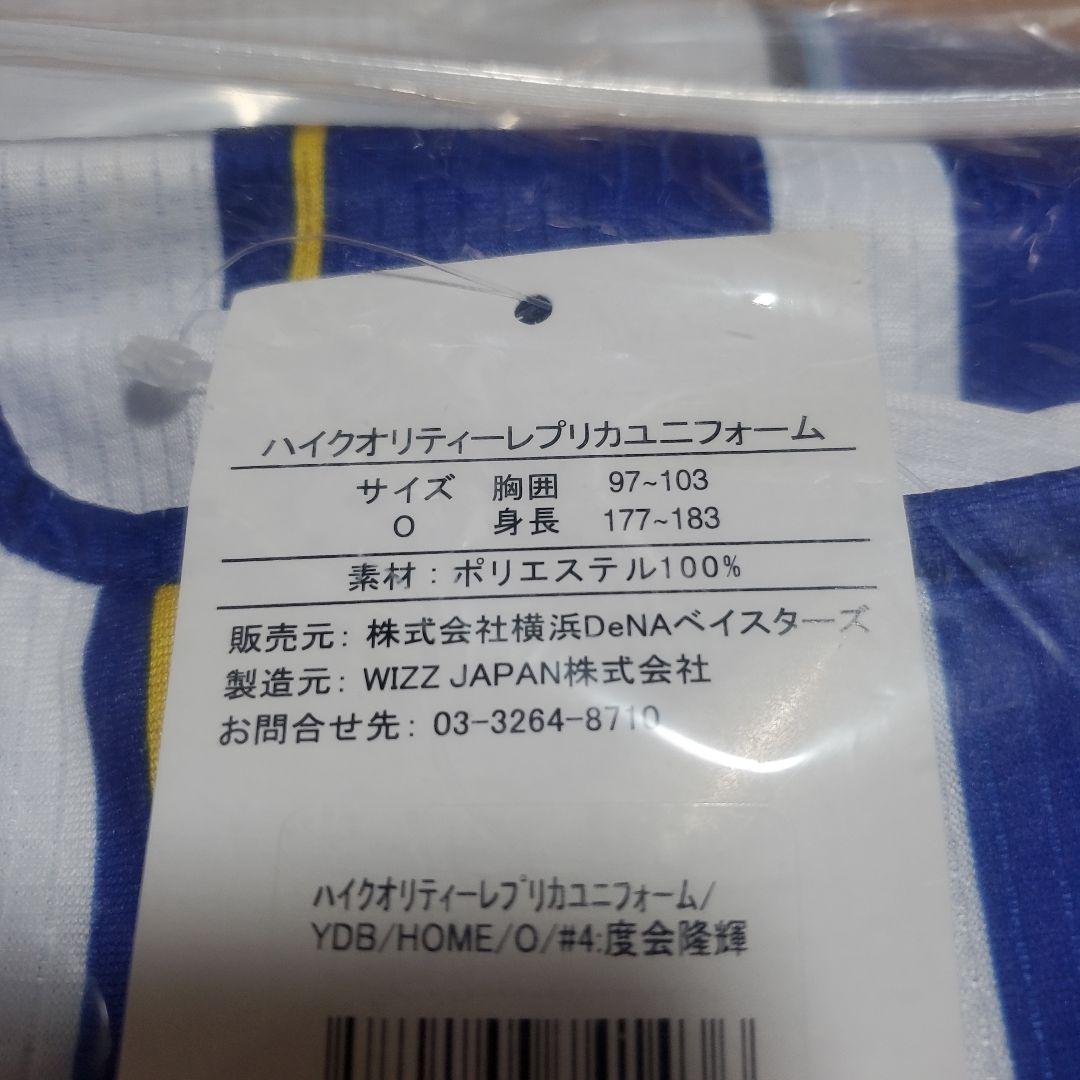 ハイクオリティーレプリカユニフォーム
サイズ 胸囲 97~103
O 身長 177~183
素材：ポリエステル100%
販売元：株式会社横浜DeNAベイスターズ
製造元：WIZZ JAPAN株式会社
お問合せ先：03-3264-8710
ﾊｲｸｵﾘﾃｨｰﾚﾌﾟﾘｶﾕﾆﾌｫｰﾑ/
YDB/HOME/O/#4:度会隆輝